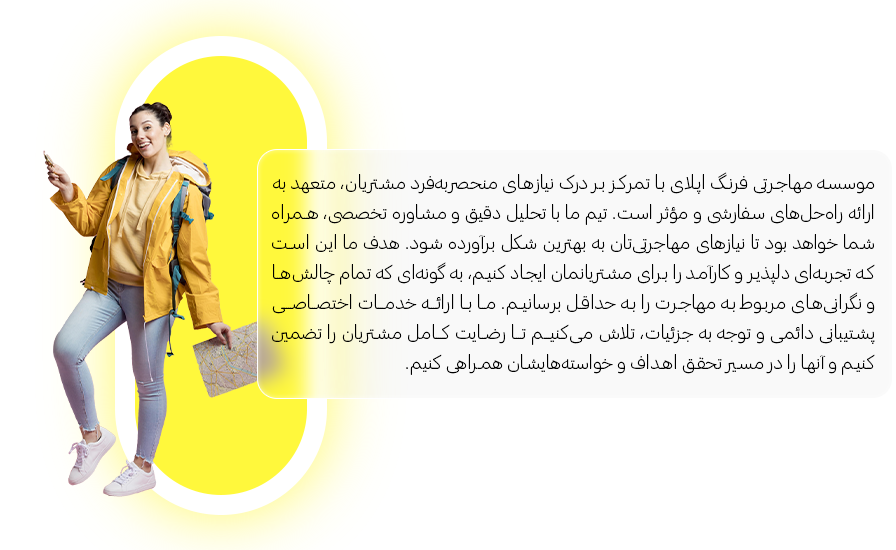 موسسه مهاجرتی فرنگ اپلای با تمرکز بر درک نیازهای منحصربه‌فرد مشتریان، متعهد به
ارائه راه‌حل‌های سفارشی و مؤثر است. تیم ما با تحلیل دقیق و مشاوره تخصصی، همراه
شما خواهد بود تا نیازهای مهاجرتی‌تان به بهترین شکل برآورده شود. هدف ما این است
که تجربه‌ای دلپذیر و کارآمد را برای مشتریانمان ایجاد کنیم، به گونه‌ای که تمام چالش‌ها
و نگرانی‌های مربوط به مهاجرت را به حداقل برسانیم. ما با ارائه خدمات اختصاصی
پشتیبانی دائمی و توجه به جزئیات، تلاش می‌کنیم تا رضایت کامل مشتریان را تضمین
کنیم و آنها را در مسیر تحقق اهداف و خواسته‌هایشان همراهی کنیم.